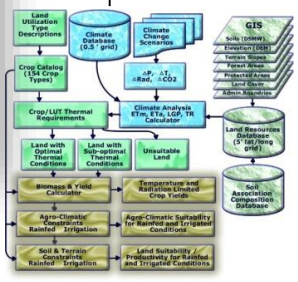 Land
Utilization
Type
Descriptions
Climate
Database
(0.5˚ grid)
Climate
Change
Scenarios
GIS
Soils (DSMW)
Elevation (DEM)
Terrain Slopes
Forest Areas
Protected Areas
Land Cover
Admin Boundries
Crop Catalog
(154 Crop
Types)
△P, △T,
△Rad, △CO2
Crop/LUT Thermal
Requirements
Climate Analysis
ETm, ETa, LGP, TR
Calculator
Land Resources
Database
(5' lat/long
grid)
Land with
Optimal
Thermal
Conditions
Land with
Sub-optimal
Thermal
Conditions
Unsuitable
Land
Soil
Association
Composition
Database
Biomass & Yield
Calculator
Temperature and
Radiation Limited
Crop Yields
Agro-Climatic
Constraints
Rainfed Irrigation
Agro-Climatic Suitability
for Rainfed and Irrigated
Conditions
Soil & Terrain
Constraints
Rainfed Irrigation
Land Suitability /
Productivity for Rainfed
and Irrigated Conditions